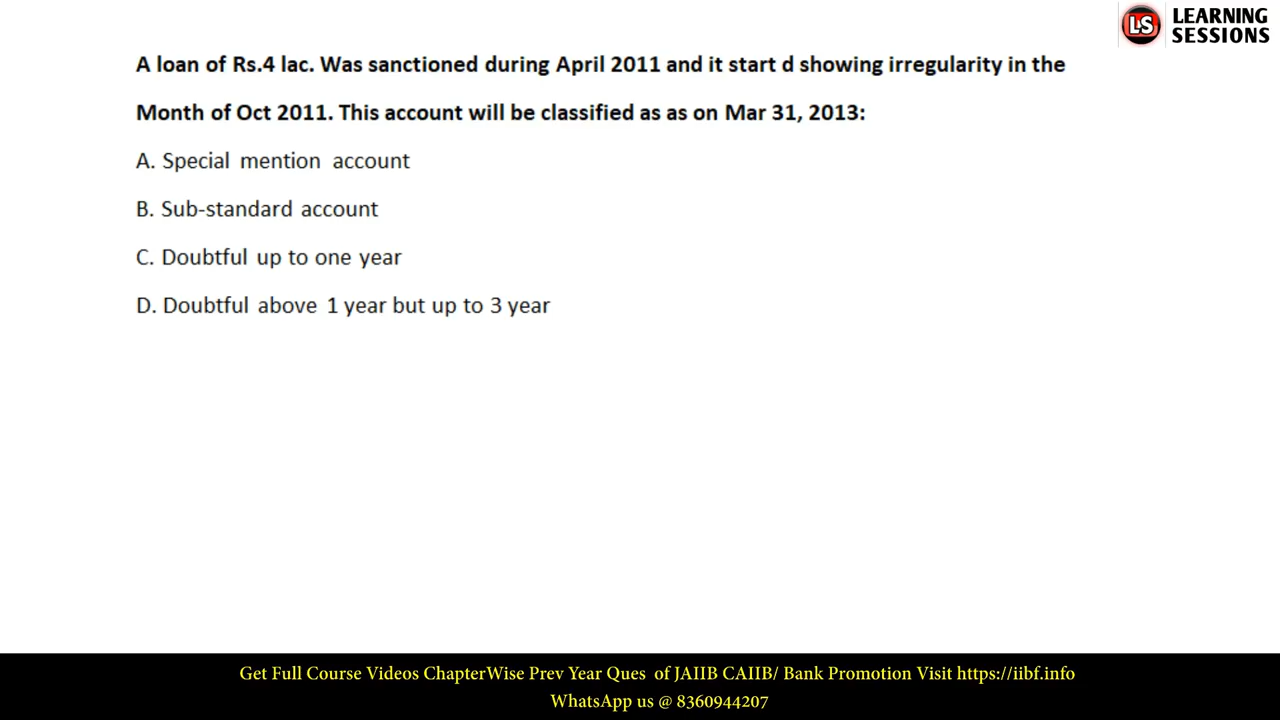 LS LEARNING
SESSIONS
A loan of Rs.4 lac. Was sanctioned during April 2011 and it start d showing irregularity in the
Month of Oct 2011. This account will be classified as as on Mar 31, 2013:
A. Special mention account
B. Sub-standard account
C. Doubtful up to one year
D. Doubtful above 1 year but up to 3 year
Get Full Course Videos ChapterWise Prev Year Ques of JAIIB CAIIB/ Bank Promotion Visit https://iibf.info
WhatsApp us @ 8360944207